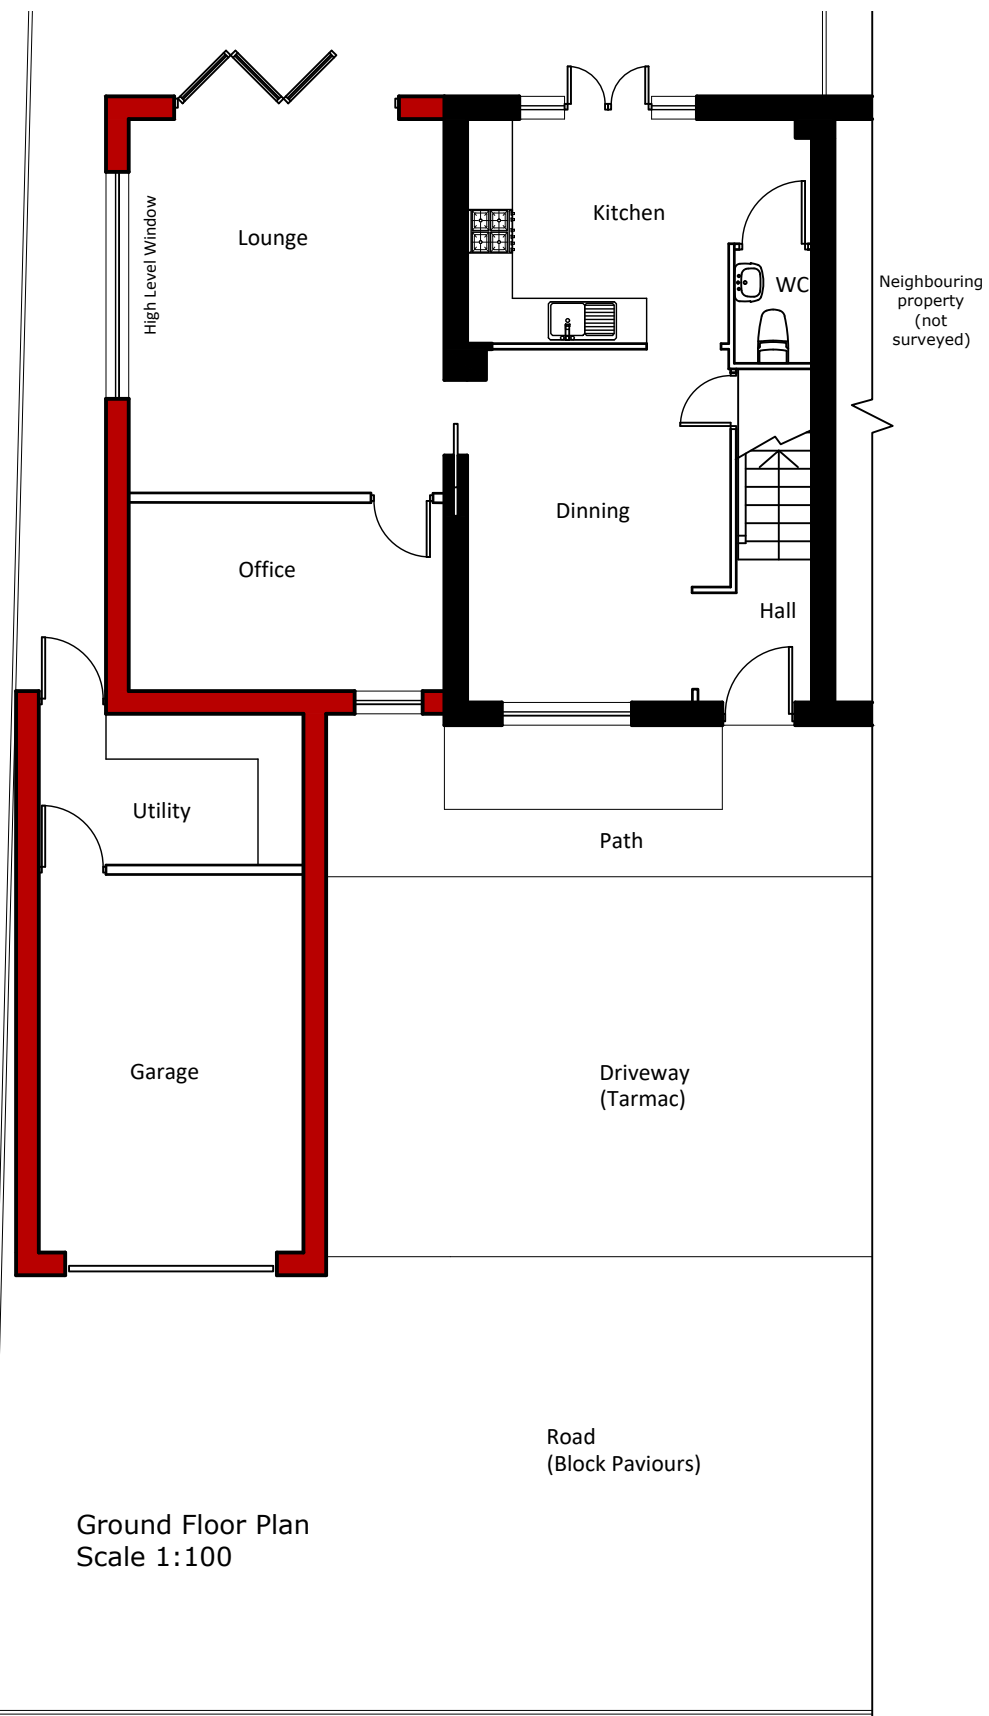 Kitchen
High Level Window
Lounge
WC
Neighbouring
property
(not
surveyed)
Dinning
Office
Hall
Utility
Path
Garage
Driveway
(Tarmac)
Road
(Block Paviours)
Ground Floor Plan
Scale 1:100